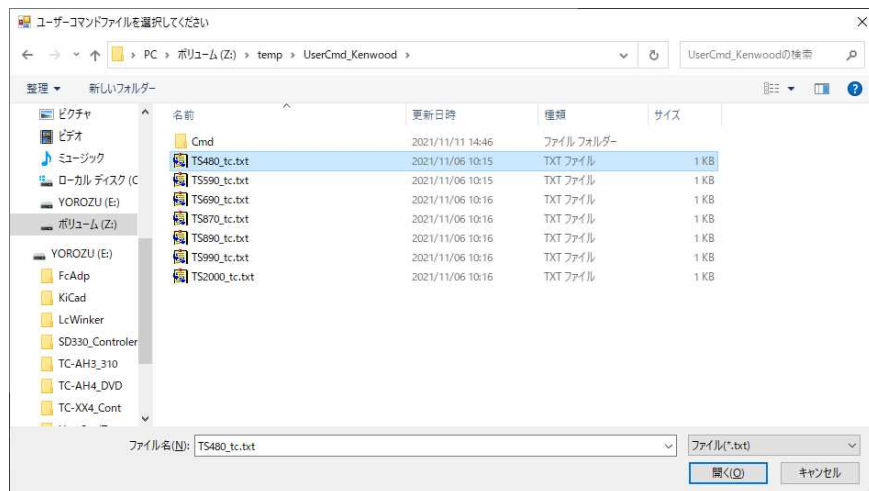 ユーザーコマンドファイルを選択してください
PC › ボリューム (Z:) › temp › UserCmd_Kenwood ›
UserCmd_Kenwoodの検索
整理 新しいフォルダー
名前 更新日時 種類 サイズ
ピクチャ
ビデオ
ミュージック
ローカル ディスク (C
YOROZU (E:)
ボリューム (Z:)
YOROZU (E:)
FcAdp
KiCad
LcWinker
SD330_Controler
TC-AH3_310
TC-AH4_DVD
TC-XX4_Cont
Cmd 2021/11/11 14:46 ファイル フォルダー
TS480_tc.txt 2021/11/06 10:15 TXT ファイル 1 KB
TS590_tc.txt 2021/11/06 10:15 TXT ファイル 1 KB
TS690_tc.txt 2021/11/06 10:16 TXT ファイル 1 KB
TS870_tc.txt 2021/11/06 10:16 TXT ファイル 1 KB
TS890_tc.txt 2021/11/06 10:16 TXT ファイル 1 KB
TS990_tc.txt 2021/11/06 10:16 TXT ファイル 1 KB
TS2000_tc.txt 2021/11/06 10:16 TXT ファイル 1 KB
ファイル名(N): TS480_tc.txt
ファイル(*.txt)
開く(O) キャンセル